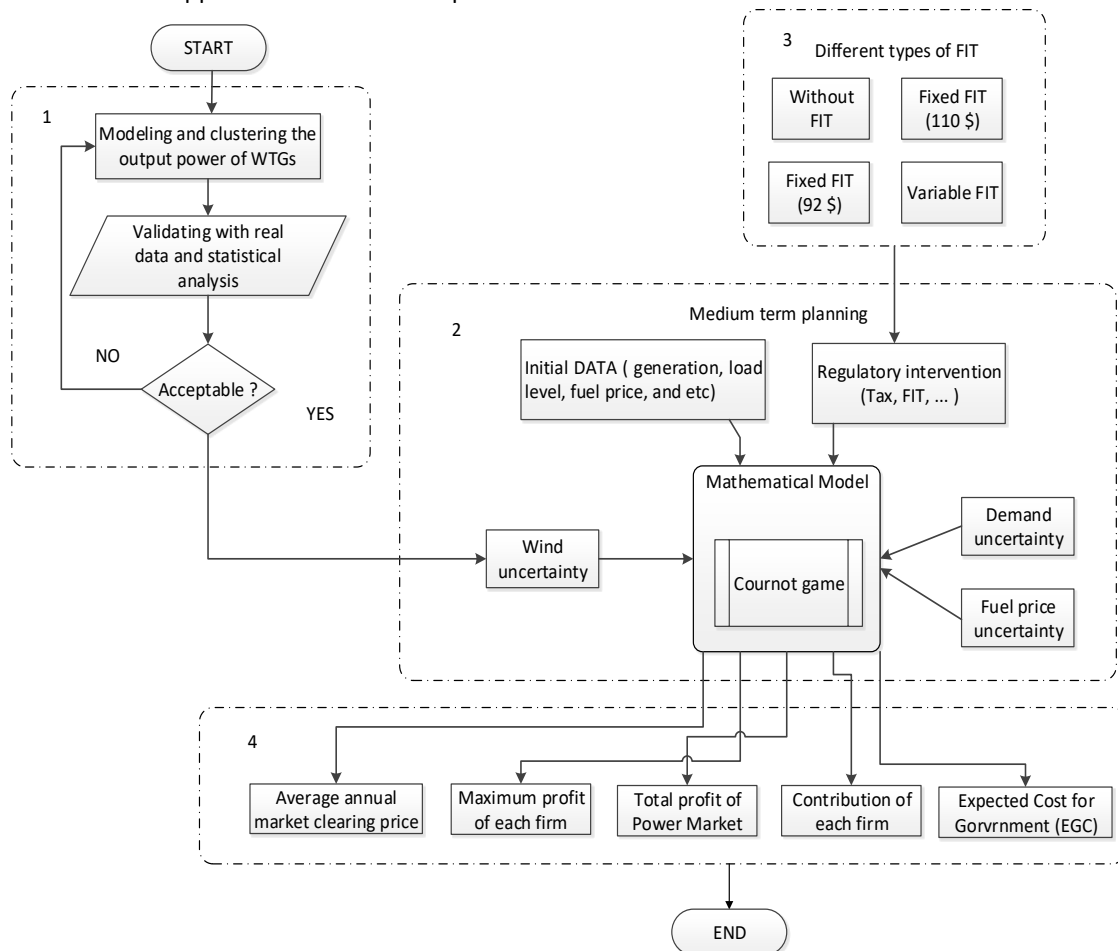 START
1
Modeling and clustering the
output power of WTGs
Validating with real
data and statistical
analysis
NO
Acceptable ?
YES
3
Different types of FIT
Without
FIT
Fixed FIT
(110 $)
Fixed FIT
(92 $)
Variable FIT
2
Medium term planning
Initial DATA ( generation, load
level, fuel price, and etc)
Regulatory intervention
(Tax, FIT, ... )
Mathematical Model
Cournot game
Wind
uncertainty
Demand
uncertainty
Fuel price
uncertainty
4
Average annual
market clearing price
Maximum profit
of each firm
Total profit of
Power Market
Contribution of
each firm
Expected Cost for
Gorvrnment (EGC)
END